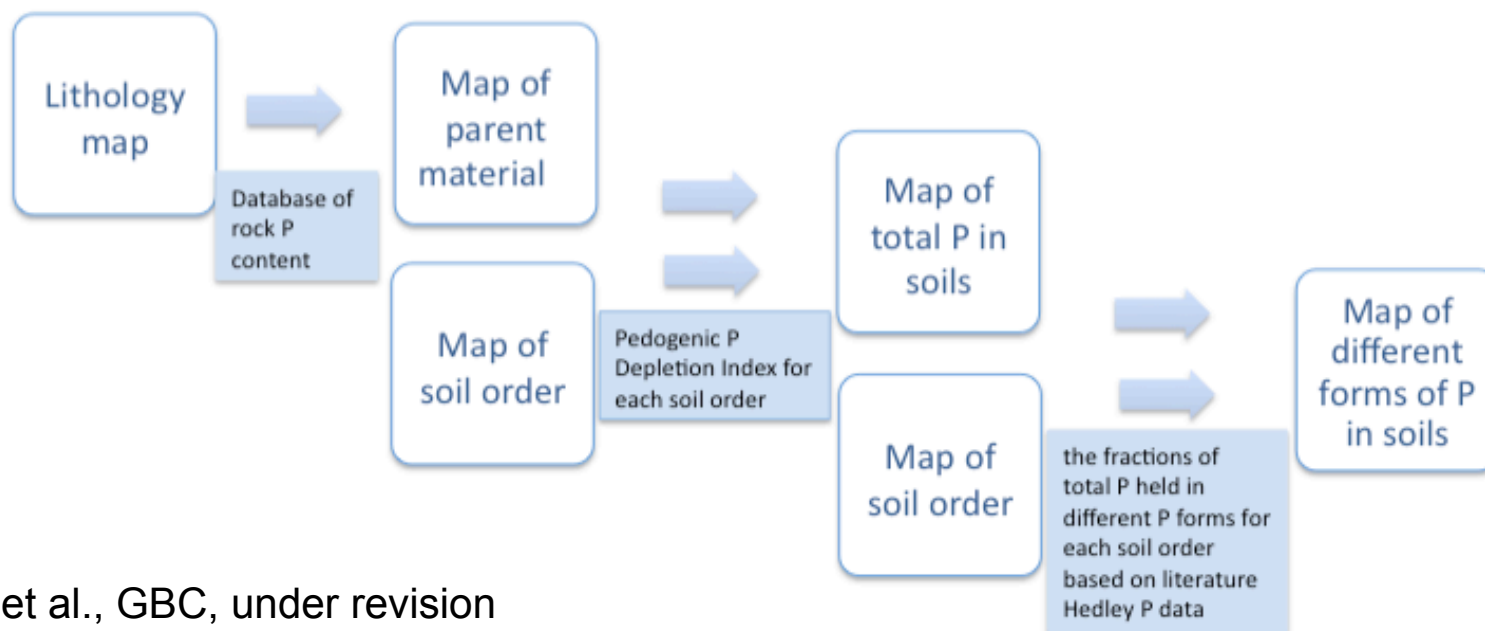 Lithology
map
Database of
rock P
content
Map of
parent
material
Map of
soil order
Pedogenic P
Depletion Index for
each soil order
Map of
total P in
soils
Map of
soil order
the fractions of
total P held in
different P forms for
each soil order
based on literature
Hedley P data
Map of
different
forms of P
in soils
et al., GBC, under revision